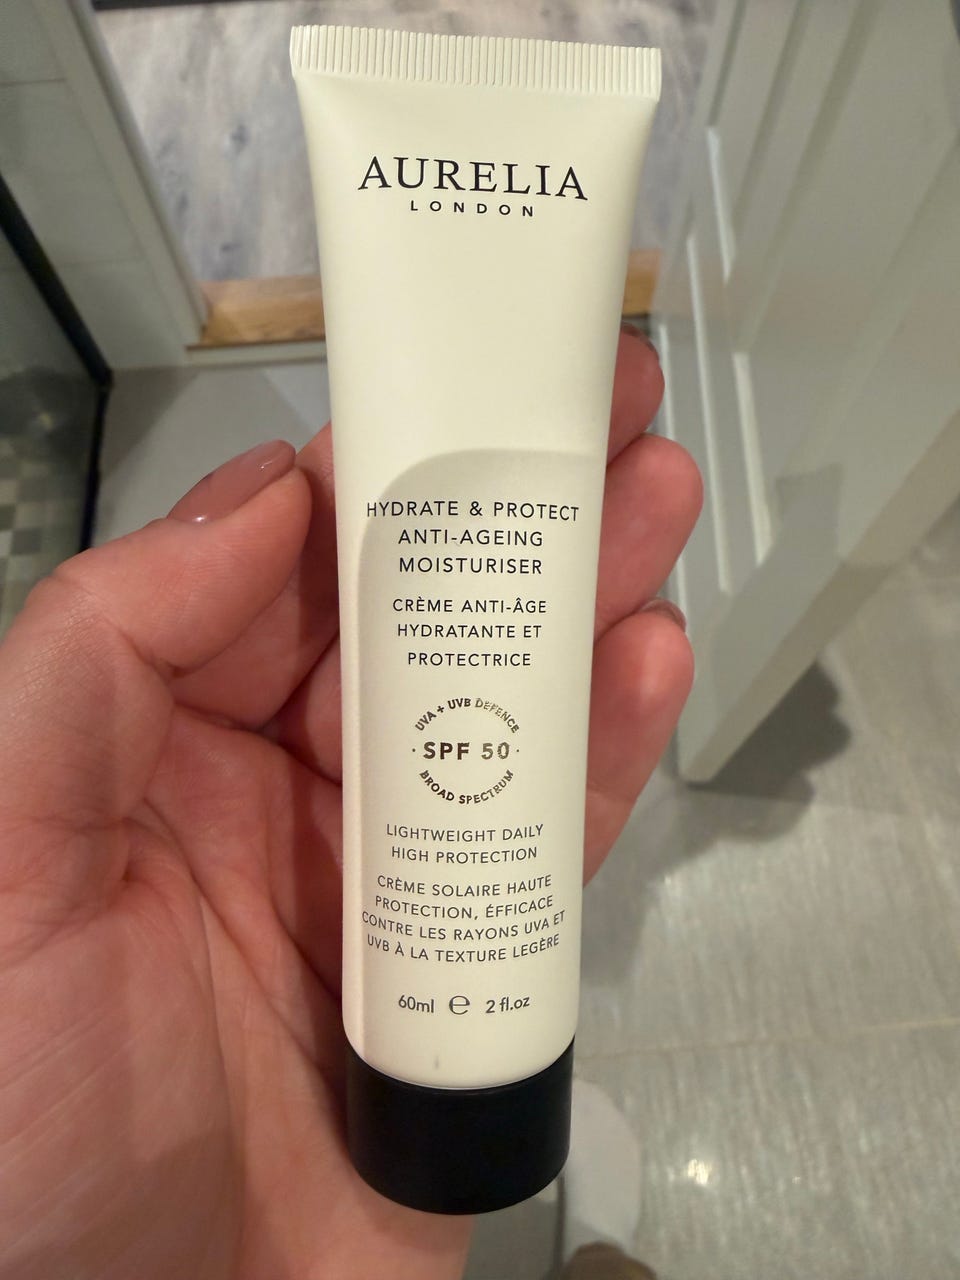 AURELIA
LONDON
HYDRATE & PROTECT
ANTI-AGEING
MOISTURISER
CRÈME ANTI-ÂGE
HYDRATANTE ET
PROTECTRICE
UVA + UVB DEFENCE
· SPF 50 ·
BROAD SPECTRUM
LIGHTWEIGHT DAILY
HIGH PROTECTION
CRÈME SOLAIRE HAUTE
PROTECTION, ÉFFICACE
CONTRE LES RAYONS UVA ET
UVB À LA TEXTURE LEGÈRE
60ml ℮ 2 fl.oz